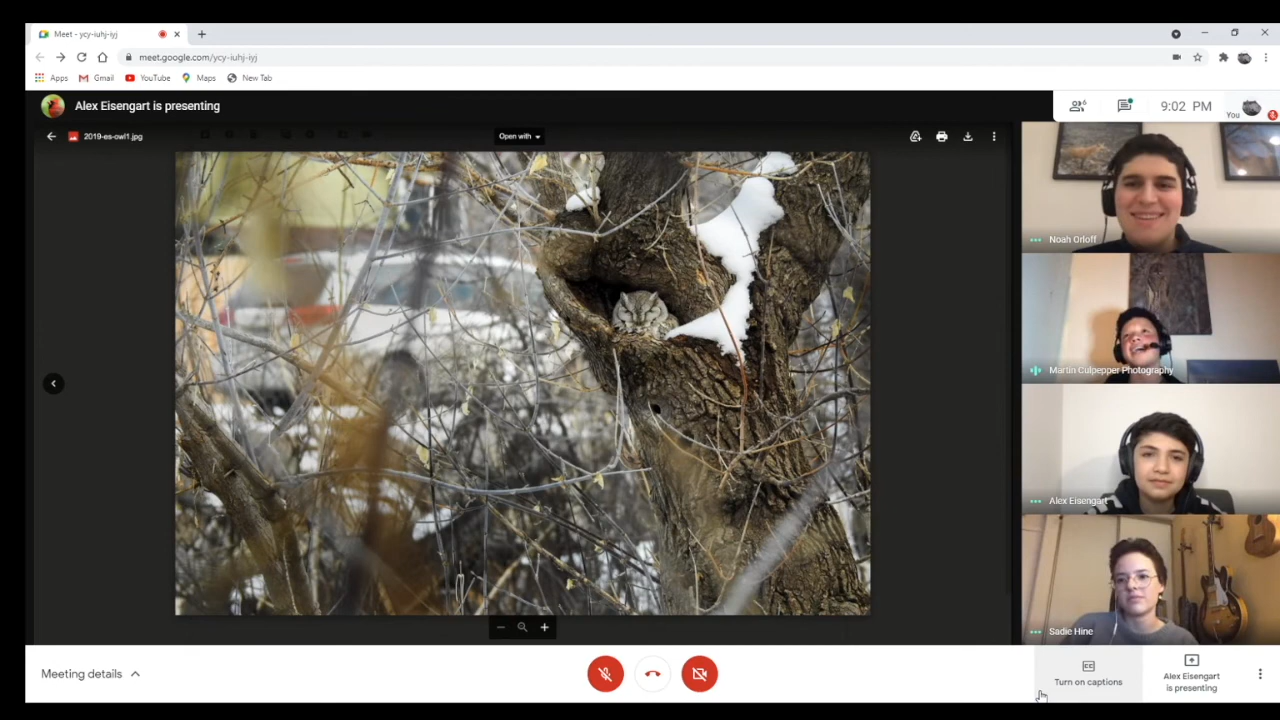 Meet - ycy-iuhj-iyj
meet.google.com/ycy-iuhj-iyj
Apps Gmail YouTube Maps New Tab
Alex Eisengart is presenting
6
9:02 PM
You
2019-es-owl1.jpg
Open with
Noah Orloff
Martin Culpepper Photography
Alex Eisengart
Sadie Hine
Meeting details
CC
Turn on captions
Alex Eisengart
is presenting